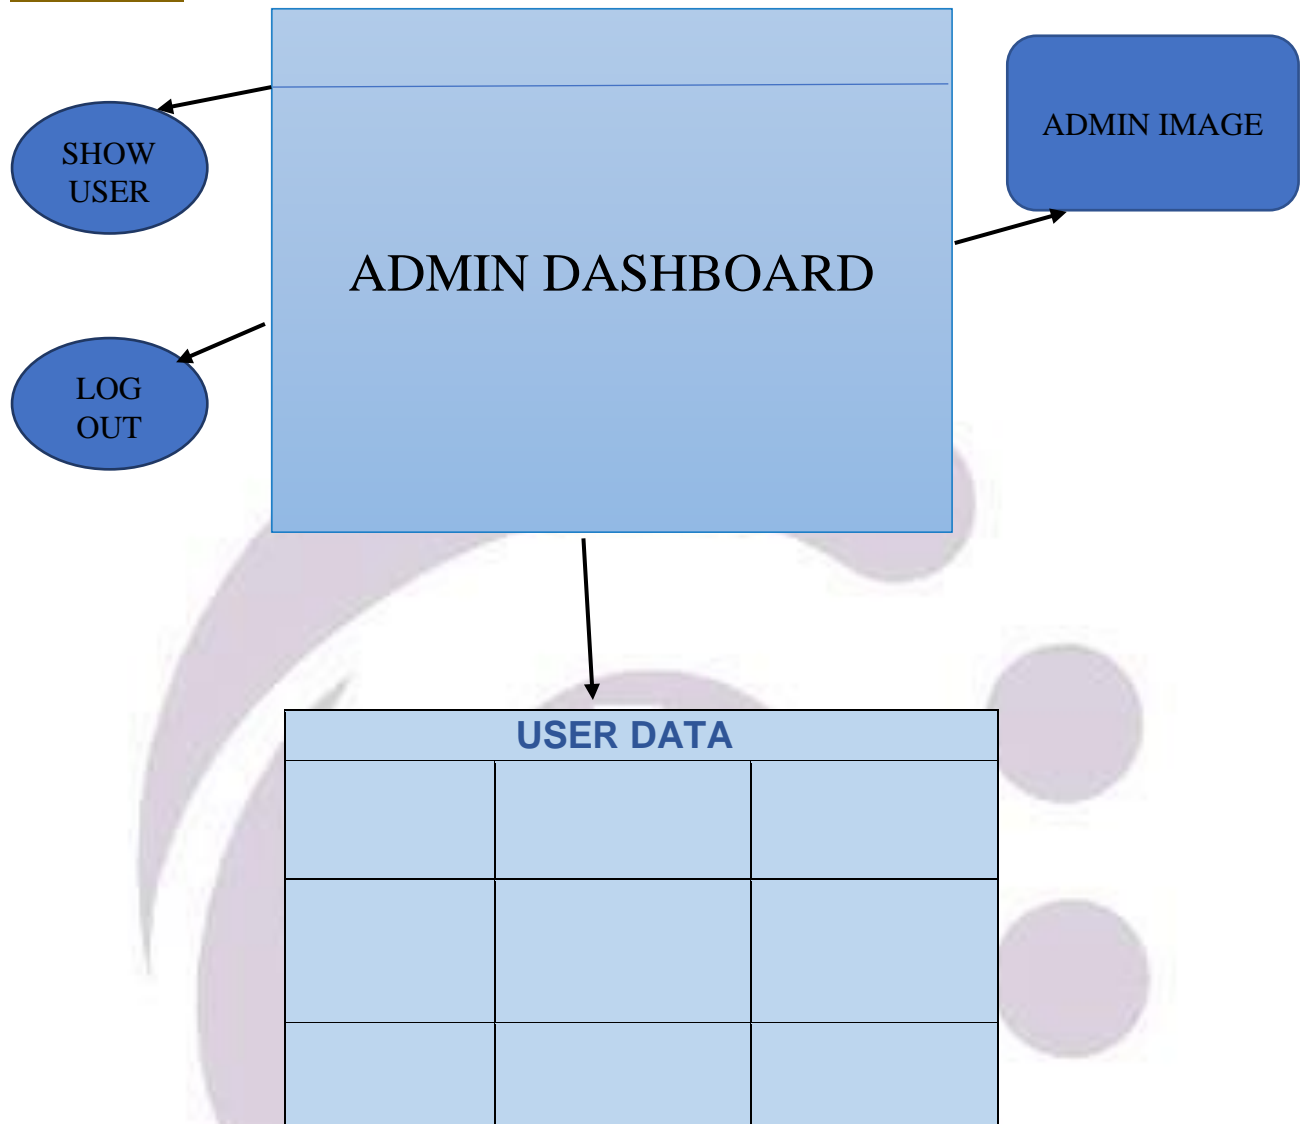 ADMIN IMAGE
SHOW
USER
ADMIN DASHBOARD
LOG
OUT
USER DATA